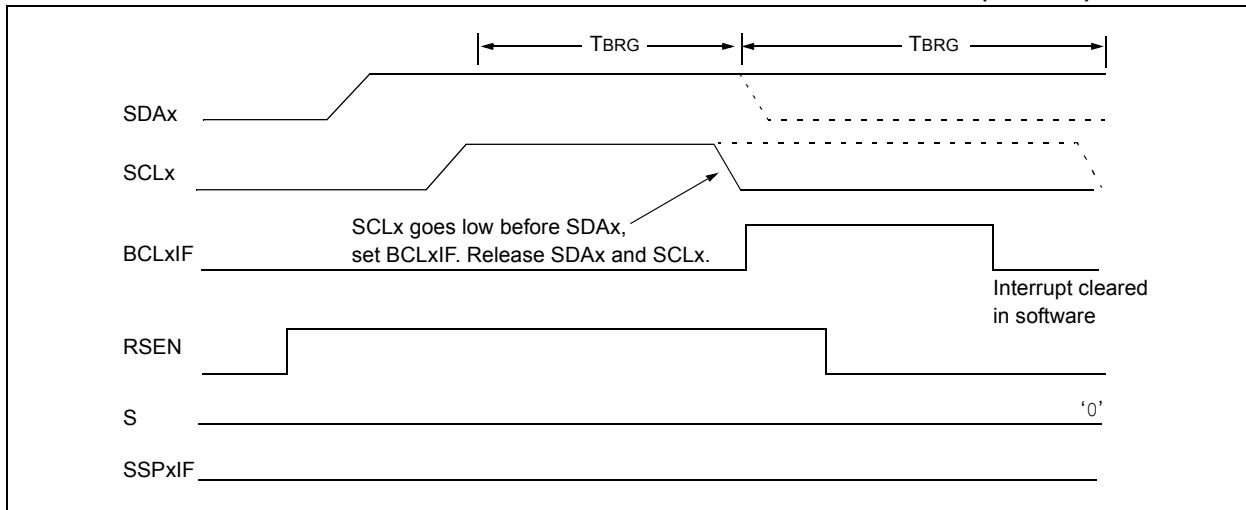 TBRG TBRG
SDAx
SCLx
SCLx goes low before SDAx,
set BCLxIF. Release SDAx and SCLx.
BCLxIF
Interrupt cleared
in software
RSEN
S
‘0’
SSPxIF